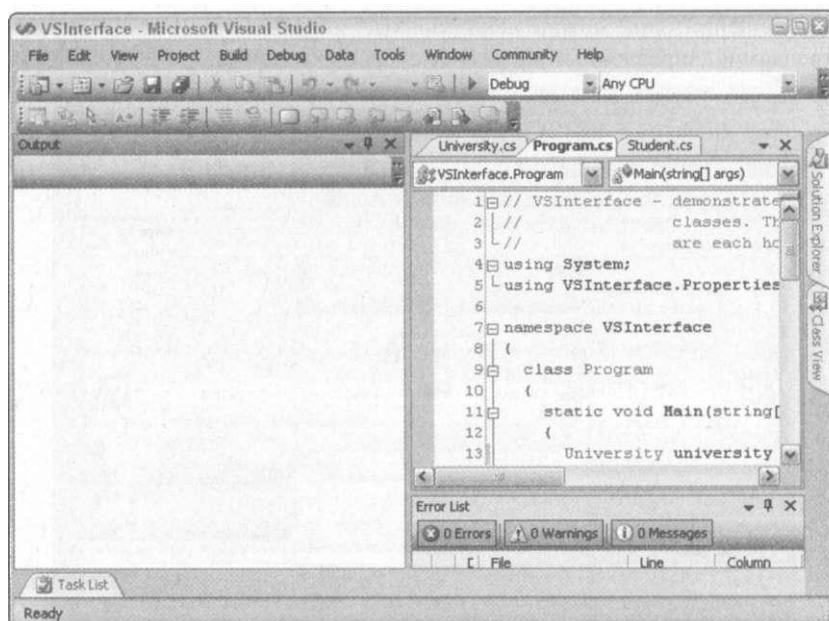 VSInterface - Microsoft Visual Studio
File Edit View Project Build Debug Data Tools Window Community Help
Debug Any CPU
Output
University.cs Program.cs Student.cs
VSInterface.Program Main(string[] args)
1 // VSInterface - demonstrate
2 // classes. Th
3 // are each ho
4 using System;
5 using VSInterface.Properties
6
7 namespace VSInterface
8 {
9 class Program
10 {
11 static void Main(string[
12 {
13 University university
Error List
0 Errors 0 Warnings 0 Messages
File Line Column
Solution Explorer
Class View
Task List
Ready